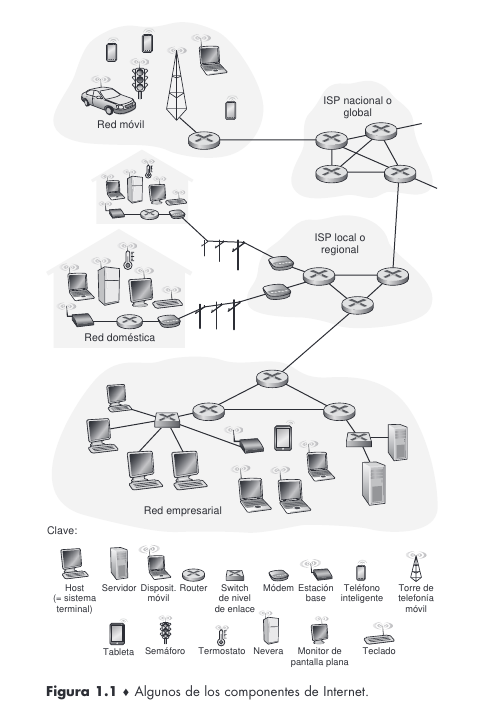 Red móvil
ISP nacional o
global
ISP local o
regional
Red doméstica
Red empresarial
Clave:
Host
(= sistema
terminal)
Servidor
Disposit.
móvil
Router
Switch
de nivel
de enlace
Módem
Estación
base
Teléfono
inteligente
Torre de
telefonía
móvil
Tableta
Semáforo
Termostato
Nevera
Monitor de
pantalla plana
Teclado
Figura 1.1 ♦ Algunos de los componentes de Internet.